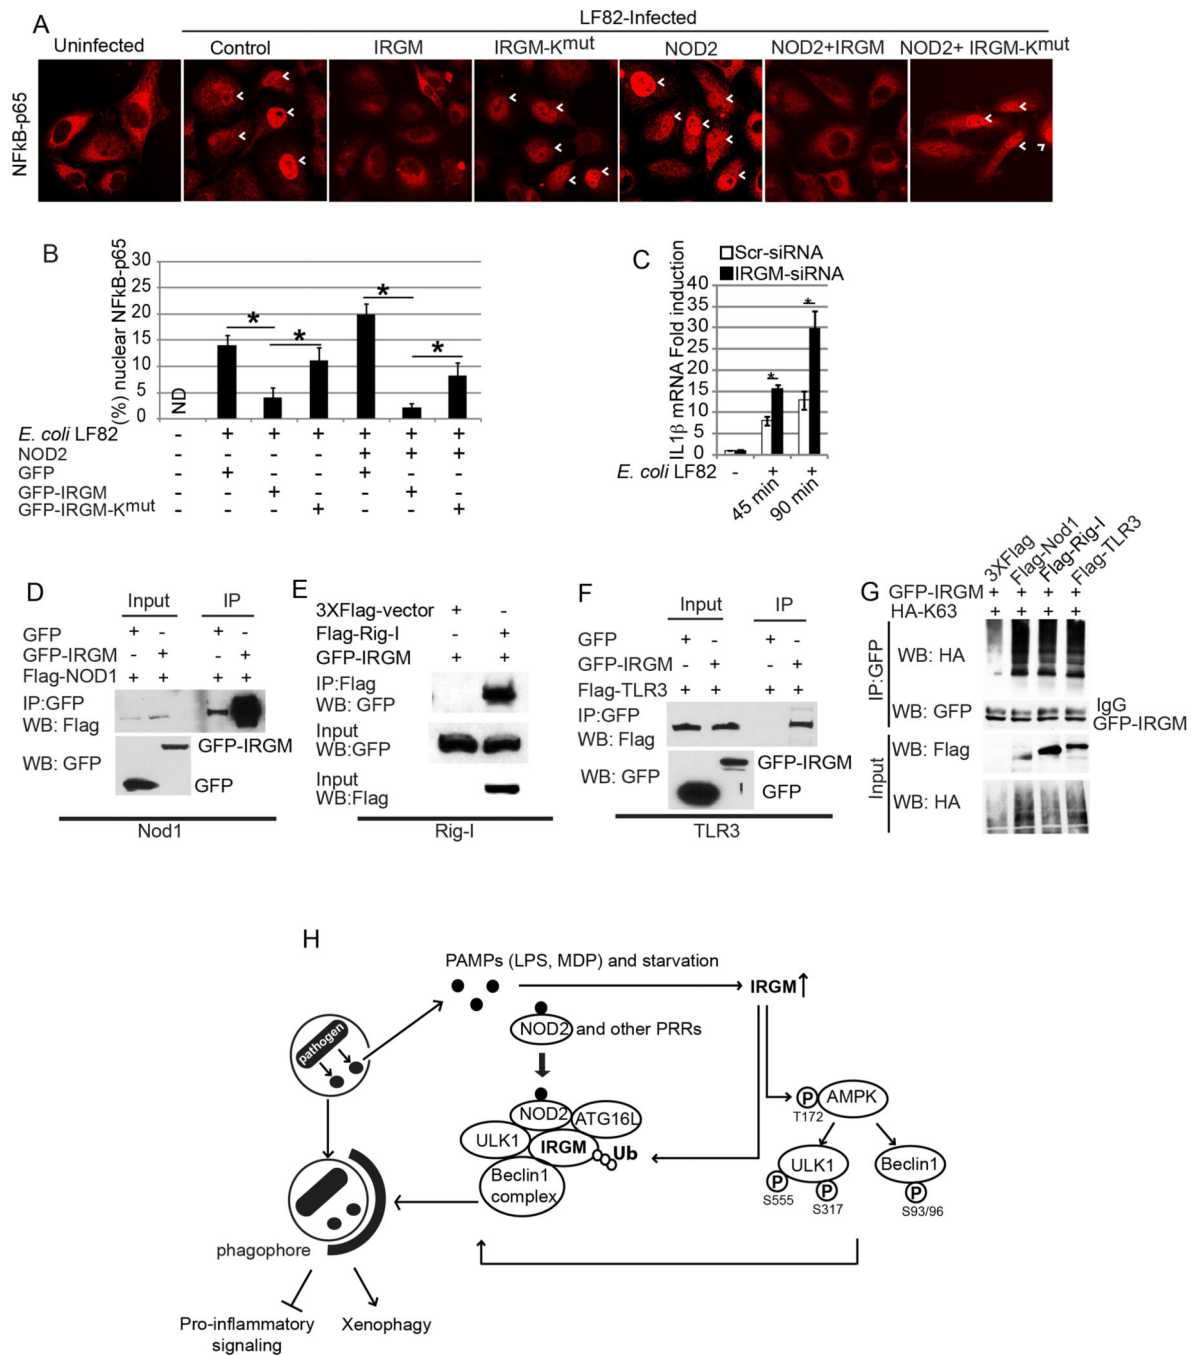 A
LF82-Infected
Uninfected Control IRGM IRGM-Kmut NOD2 NOD2+IRGM NOD2+ IRGM-Kmut
NFkB-p65
B
(%) nuclear NFkB-p65
30
25
20
15
10
5
0
ND
* * * *
E. coli LF82 - + + + + + +
NOD2 - - - - + + +
GFP - + - - + - -
GFP-IRGM - - + - - + -
GFP-IRGM-Kmut - - - + - - +
C
Scr-siRNA
IRGM-siRNA
IL1β mRNA Fold induction
40
35
30
25
20
15
10
5
0
* *
E. coli LF82 - + +
45 min 90 min
D
Input IP
GFP + - + -
GFP-IRGM - + - +
Flag-NOD1 + + + +
IP:GFP
WB: Flag
WB: GFP
GFP-IRGM
GFP
Nod1
E
3XFlag-vector + -
Flag-Rig-I - +
GFP-IRGM + +
IP:Flag
WB: GFP
Input
WB:GFP
Input
WB:Flag
Rig-I
F
Input IP
GFP + - + -
GFP-IRGM - + - +
Flag-TLR3 + + + +
IP:GFP
WB: Flag
WB: GFP
GFP-IRGM
GFP
TLR3
G
3XFlag Flag-Nod1 Flag-Rig-I Flag-TLR3
GFP-IRGM + + + +
HA-K63 + + + +
IP:GFP
WB: HA
WB: GFP
IgG
GFP-IRGM
Input
WB: Flag
WB: HA
H
PAMPs (LPS, MDP) and starvation
IRGM
pathogen
NOD2 and other PRRs
P AMPK
T172
NOD2 ATG16L
ULK1 IRGM Ub
Beclin1
complex
ULK1 Beclin1
P P P
S555 S317 S93/96
phagophore
Pro-inflammatory
signaling
Xenophagy